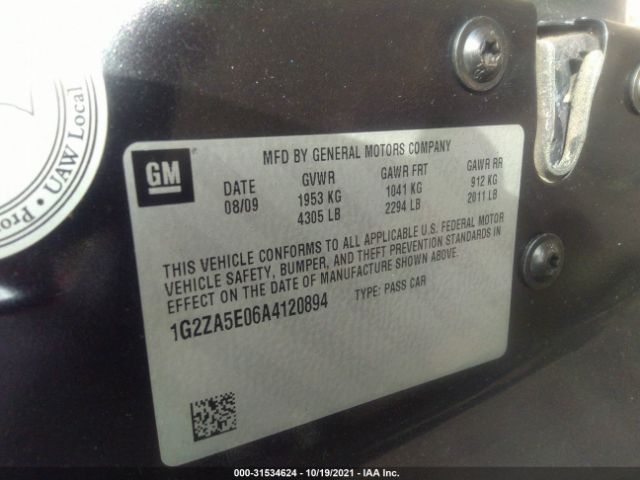 Pro
• UAW Local
GM
MFD BY GENERAL MOTORS COMPANY
DATE GVWR GAWR FRT GAWR RR
08/09 1953 KG 1041 KG 912 KG
4305 LB 2294 LB 2011 LB
THIS VEHICLE CONFORMS TO ALL APPLICABLE U.S. FEDERAL MOTOR
VEHICLE SAFETY, BUMPER, AND THEFT PREVENTION STANDARDS IN
EFFECT ON THE DATE OF MANUFACTURE SHOWN ABOVE.
TYPE: PASS CAR
1G2ZA5E06A4120894
000-31534624 - 10/19/2021 - IAA Inc.